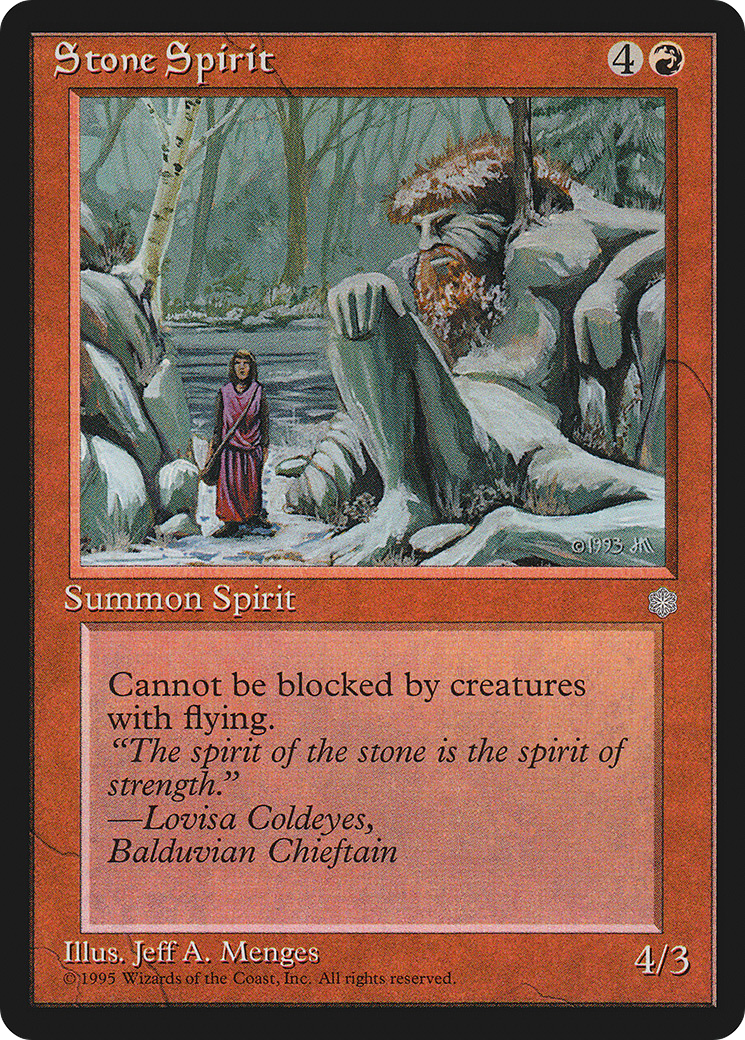 Stone Spirit
4
©1993 JM
Summon Spirit
Cannot be blocked by creatures
with flying.
“The spirit of the stone is the spirit of
strength.”
—Lovisa Coldeyes,
Balduvian Chieftain
Illus. Jeff A. Menges
4/3
© 1995 Wizards of the Coast, Inc. All rights reserved.